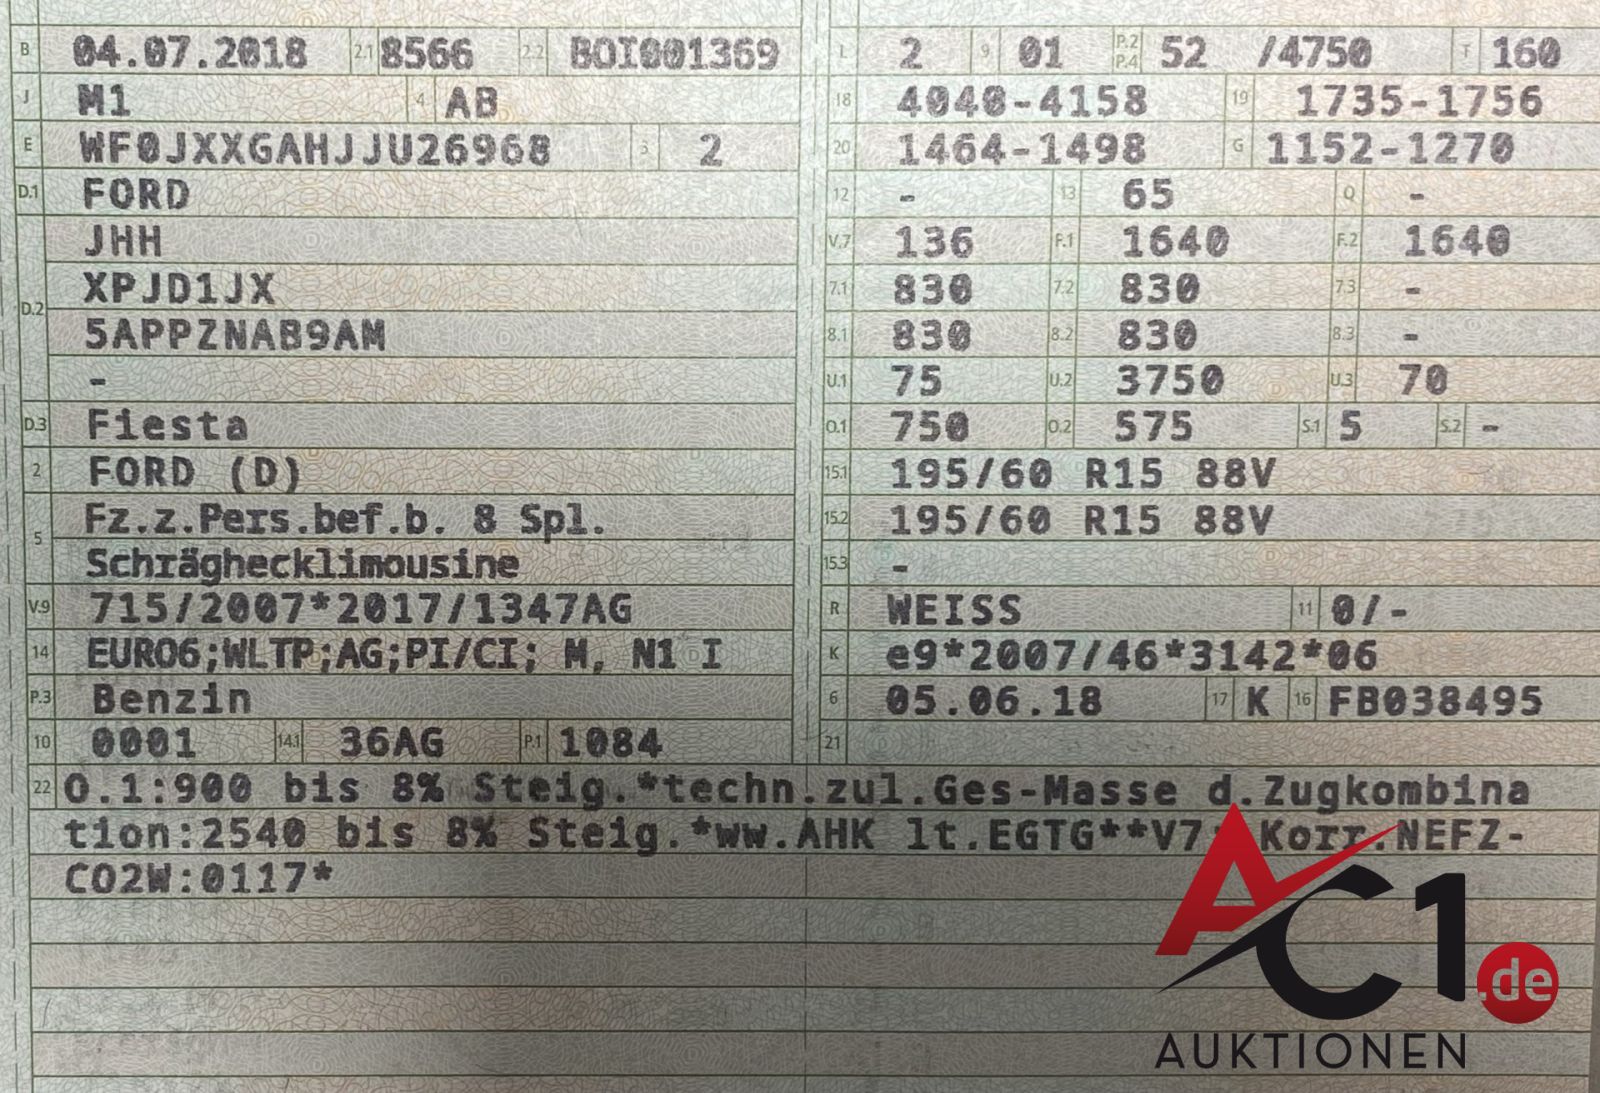 B 04.07.2018 2.1 8566 2.2 BOI001369
J M1 4 AB
E WF0JXXGAHJJU26968 3 2
D.1 FORD
JHH
XPJD1JX
D.2
5APPZNAB9AM
-
D.3 Fiesta
2 FORD (D)
Fz.z.Pers.bef.b. 8 Spl.
5
Schräghecklimousine
V.9 715/2007*2017/1347AG
14 EURO6;WLTP;AG;PI/CI; M, N1 I
P.3 Benzin
10 0001 14.1 36AG P.1 1084
L 2 9 01 P.2 P.4 52 /4750 T 160
18 4040-4158 19 1735-1756
20 1464-1498 G 1152-1270
12 - 13 65 Q -
V.7 136 F.1 1640 F.2 1640
7.1 830 7.2 830 7.3 -
8.1 830 8.2 830 8.3 -
U.1 75 U.2 3750 U.3 70
O.1 750 O.2 575 S.1 5 S.2 -
15.1 195/60 R15 88V
15.2 195/60 R15 88V
15.3 -
R WEISS 11 0/-
K e9*2007/46*3142*06
6 05.06.18 17 K 16 FB038495
21
22 O.1:900 bis 8% Steig.*techn.zul.Ges-Masse d.Zugkombina
tion:2540 bis 8% Steig.*ww.AHK lt.EGTG**V7: Korr.NEFZ-
CO2W:0117*
AC1.de
AUKTIONEN